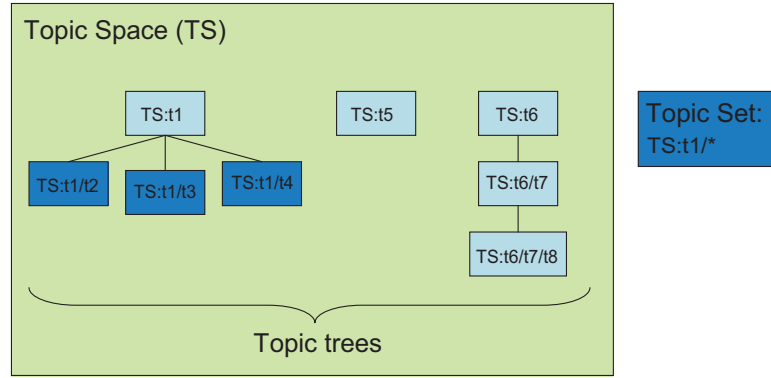 Topic Space (TS)
TS:t1
TS:t5
TS:t6
TS:t1/t2
TS:t1/t3
TS:t1/t4
TS:t6/t7
TS:t6/t7/t8
Topic trees
Topic Set:
TS:t1/*